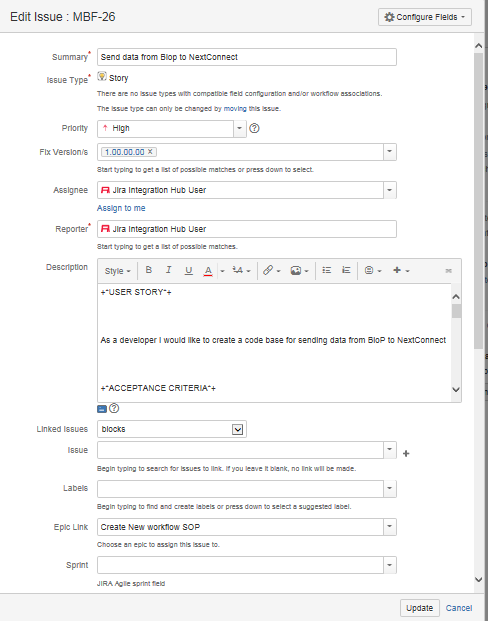 Edit Issue : MBF-26
Configure Fields
Summary* Send data from Biop to NextConnect
Issue Type* Story
There are no issue types with compatible field configuration and/or workflow associations.
The issue type can only be changed by moving this issue.
Priority High
Fix Version/s 1.00.00.00 ×
Start typing to get a list of possible matches or press down to select.
Assignee Jira Integration Hub User
Assign to me
Reporter* Jira Integration Hub User
Start typing to get a list of possible matches.
Description Style B I U A
+*USER STORY*+
As a developer I would like to create a code base for sending data from BioP to NextConnect
+*ACCEPTANCE CRITERIA*+
Linked Issues blocks
Issue
Begin typing to search for issues to link. If you leave it blank, no link will be made.
Labels
Begin typing to find and create labels or press down to select a suggested label.
Epic Link Create New workflow SOP
Choose an epic to assign this issue to.
Sprint
JIRA Agile sprint field
Update Cancel